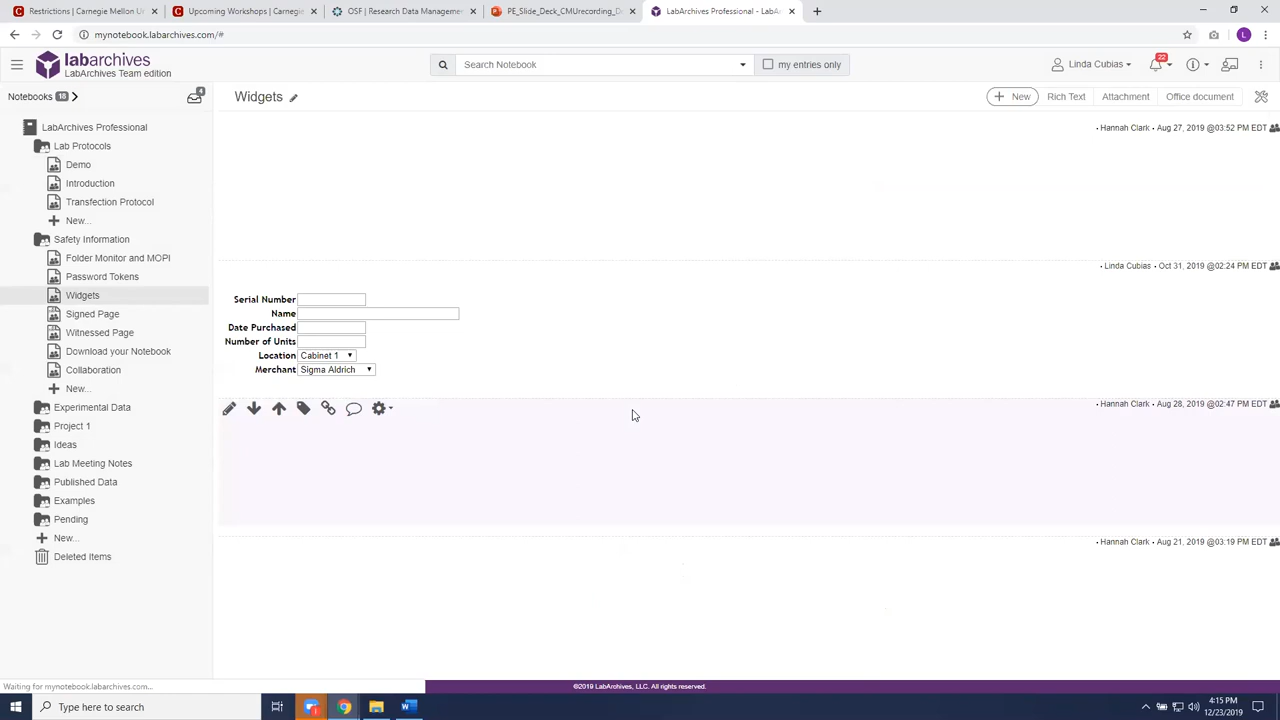 Restrictions | Carnegie Mellon Un
Upcoming Workshops | Carnegie
OSF | Research Data Managemen
PE_Slide_Deck_CMUrecording_De
LabArchives Professional - LabAr
mynotebook.labarchives.com/#
L
labarchives
LabArchives Team edition
Search Notebook
my entries only
Linda Cubias
22
Notebooks 18
4
Widgets
New
Rich Text
Attachment
Office document
LabArchives Professional
Lab Protocols
Demo
Introduction
Transfection Protocol
New...
Safety Information
Folder Monitor and MOPI
Password Tokens
Widgets
Signed Page
Witnessed Page
Download your Notebook
Collaboration
New...
Experimental Data
Project 1
Ideas
Lab Meeting Notes
Published Data
Examples
Pending
New...
Deleted Items
• Hannah Clark • Aug 27, 2019 @03:52 PM EDT
• Linda Cubias • Oct 31, 2019 @02:24 PM EDT
Serial Number
Name
Date Purchased
Number of Units
Location Cabinet 1
Merchant Sigma Aldrich
• Hannah Clark • Aug 28, 2019 @02:47 PM EDT
• Hannah Clark • Aug 21, 2019 @03:19 PM EDT
Waiting for mynotebook.labarchives.com...
©2019 LabArchives, LLC. All rights reserved.
Type here to search
4:15 PM
12/23/2019